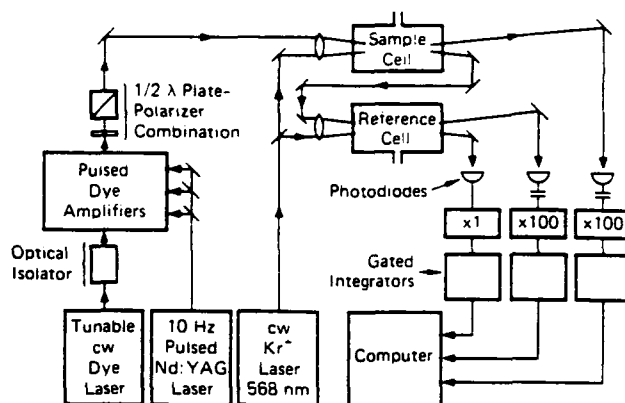 Sample
Cell
1/2 λ Plate-
Polarizer
Combination
Reference
Cell
Pulsed
Dye
Amplifiers
Photodiodes
x1
x100
x100
Optical
Isolator
Gated
Integrators
Tunable
cw
Dye
Laser
10 Hz
Pulsed
Nd:YAG
Laser
cw
Kr+
Laser
568 nm
Computer